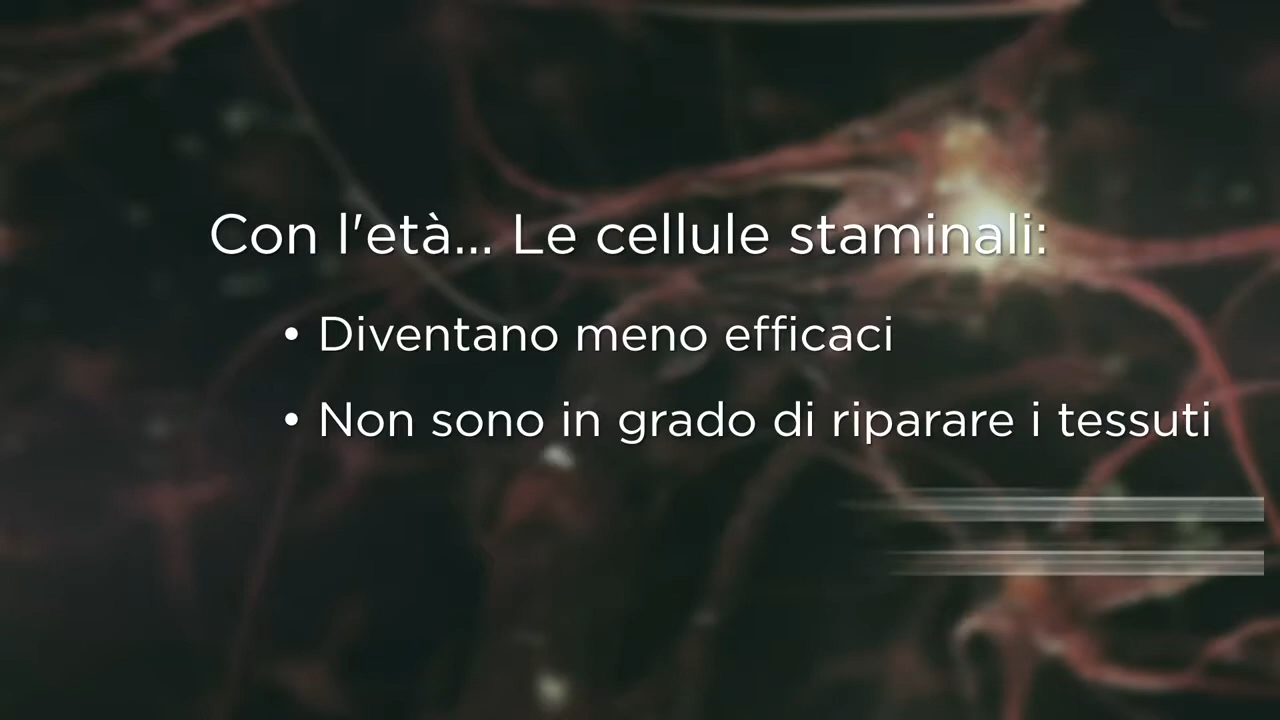 Con l'età... Le cellule staminali:
• Diventano meno efficaci
• Non sono in grado di riparare i tessuti